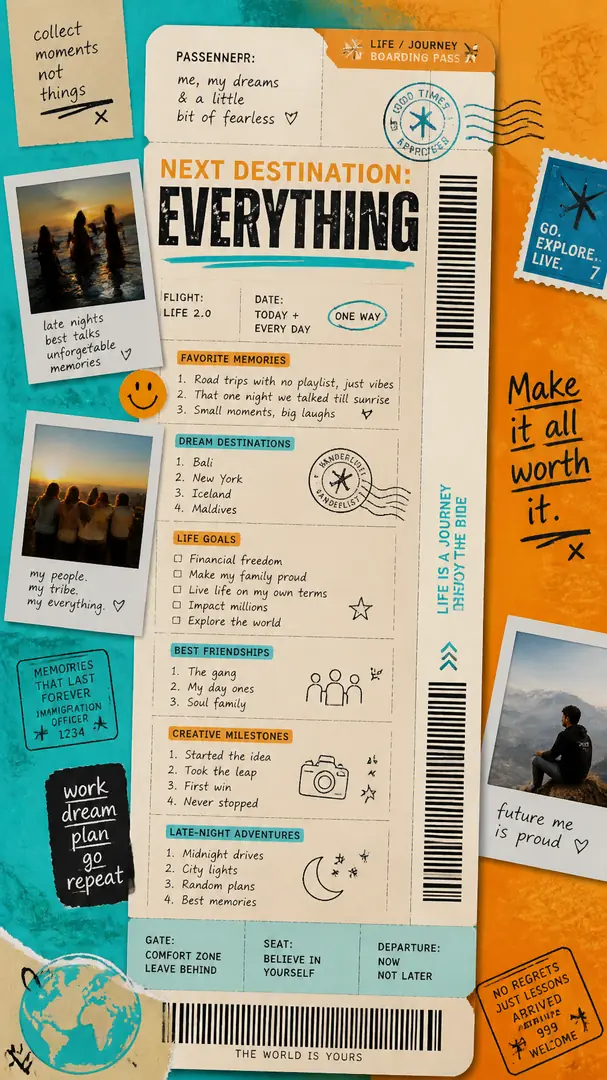 collect
moments
not
things
x
PASSENNEPR:
me, my dreams
& a little
bit of fearless
LIFE / JOURNEY
BOARDING PASS
TIMES
NEXT DESTINATION:
EVERYTHING
GO.
EXPLORE.
LIVE. 7
FLIGHT:
LIFE 2.0
DATE:
TODAY +
EVERY DAY
ONE WAY
late nights
best talks
unforgetable
memories
FAVORITE MEMORIES
1. Road trips with no playlist, just vibes
2. That one night we talked till sunrise
3. Small moments, big laughs
DREAM DESTINATIONS
1. Bali
2. New York
3. Iceland
4. Maldives
Make
it all
worth
it.
x
LIFE GOALS
☐ Financial freedom
☐ Make my family proud
☐ Live life on my own terms
☐ Impact millions
☐ Explore the world
LIFE IS A JOURNEY
THE BIDE
my people.
my tribe.
my everything.
BEST FRIENDSHIPS
1. The gang
2. My day ones
3. Soul family
MEMORIES
THAT LAST
FOREVER
IMAMIGRATION
OFFICER
1234
CREATIVE MILESTONES
1. Started the idea
2. Took the leap
3. First win
4. Never stopped
work
dream
plan
go
repeat
future me
is proud
LATE-NIGHT ADVENTURES
1. Midnight drives
2. City lights
3. Random plans
4. Best memories
GATE:
COMFORT ZONE
LEAVE BEHIND
SEAT:
BELIEVE IN
YOURSELF
DEPARTURE:
NOW
NOT LATER
NO REGRETS
JUST LESSONS
ARRIVED
999
WELCOME
THE WORLD IS YOURS